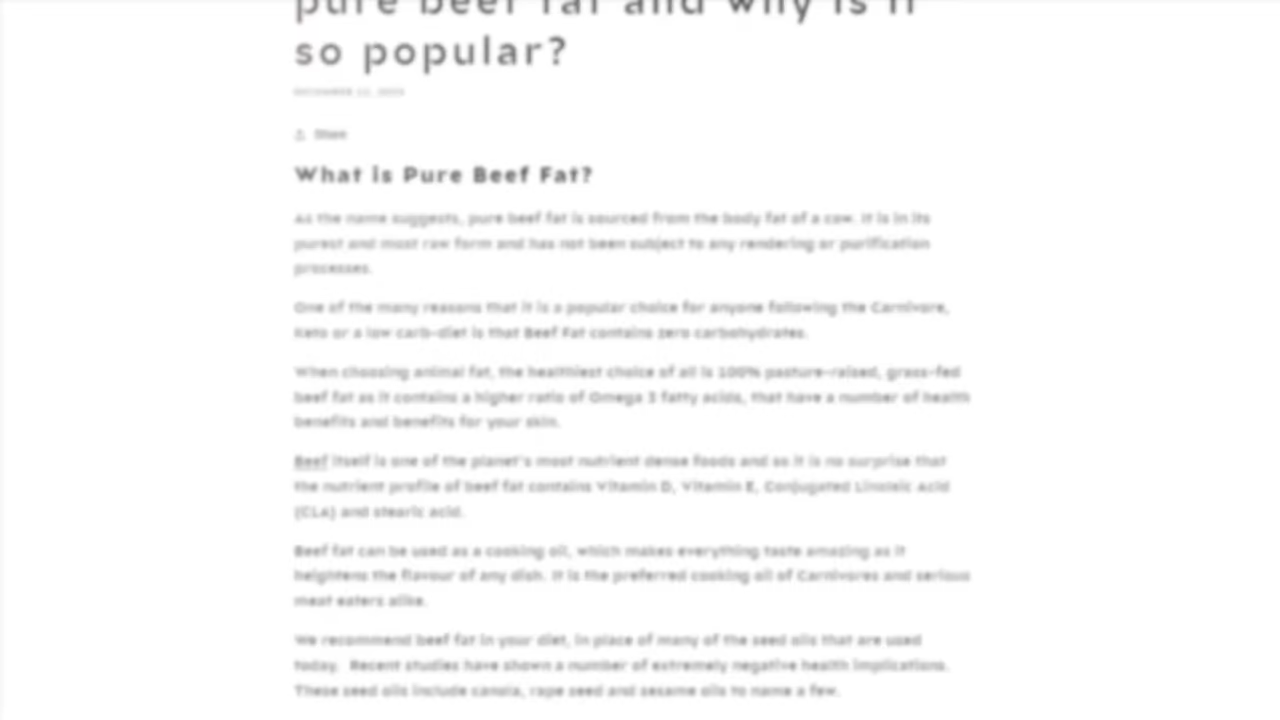 pure beef fat and why is it
so popular?
DECEMBER 12, 2023
Share
What is Pure Beef Fat?
As the name suggests, pure beef fat is sourced from the body fat of a cow. It is in its
purest and most raw form and has not been subject to any rendering or purification
processes.
One of the many reasons that it is a popular choice for anyone following the Carnivore,
Keto or a low carb-diet is that Beef Fat contains zero carbohydrates.
When choosing animal fat, the healthiest choice of all is 100% pasture-raised, grass-fed
beef fat as it contains a higher ratio of Omega 3 fatty acids, that have a number of health
benefits and benefits for your skin.
Beef itself is one of the planet's most nutrient dense foods and so it is no surprise that
the nutrient profile of beef fat contains Vitamin D, Vitamin E, Conjugated Linoleic Acid
(CLA) and stearic acid.
Beef fat can be used as a cooking oil, which makes everything taste amazing as it
heightens the flavour of any dish. It is the preferred cooking oil of Carnivores and serious
meat eaters alike.
We recommend beef fat in your diet, in place of many of the seed oils that are used
today. Recent studies have shown a number of extremely negative health implications.
These seed oils include canola, rape seed and sesame oils to name a few.